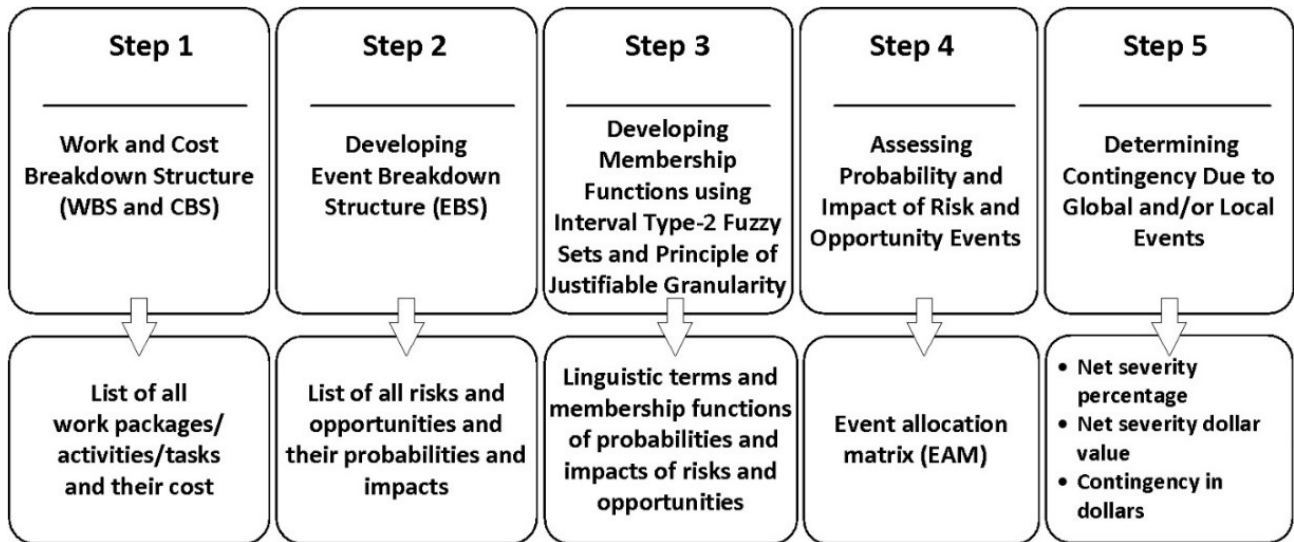 Step 1
Work and Cost
Breakdown Structure
(WBS and CBS)
List of all
work packages/
activities/tasks
and their cost
Step 2
Developing
Event Breakdown
Structure (EBS)
List of all risks and
opportunities and
their probabilities and
impacts
Step 3
Developing
Membership
Functions using
Interval Type-2 Fuzzy
Sets and Principle of
Justifiable Granularity
Linguistic terms and
membership functions
of probabilities and
impacts of risks and
opportunities
Step 4
Assessing
Probability and
Impact of Risk and
Opportunity Events
Event allocation
matrix (EAM)
Step 5
Determining
Contingency Due to
Global and/or Local
Events
• Net severity
percentage
• Net severity dollar
value
• Contingency in
dollars